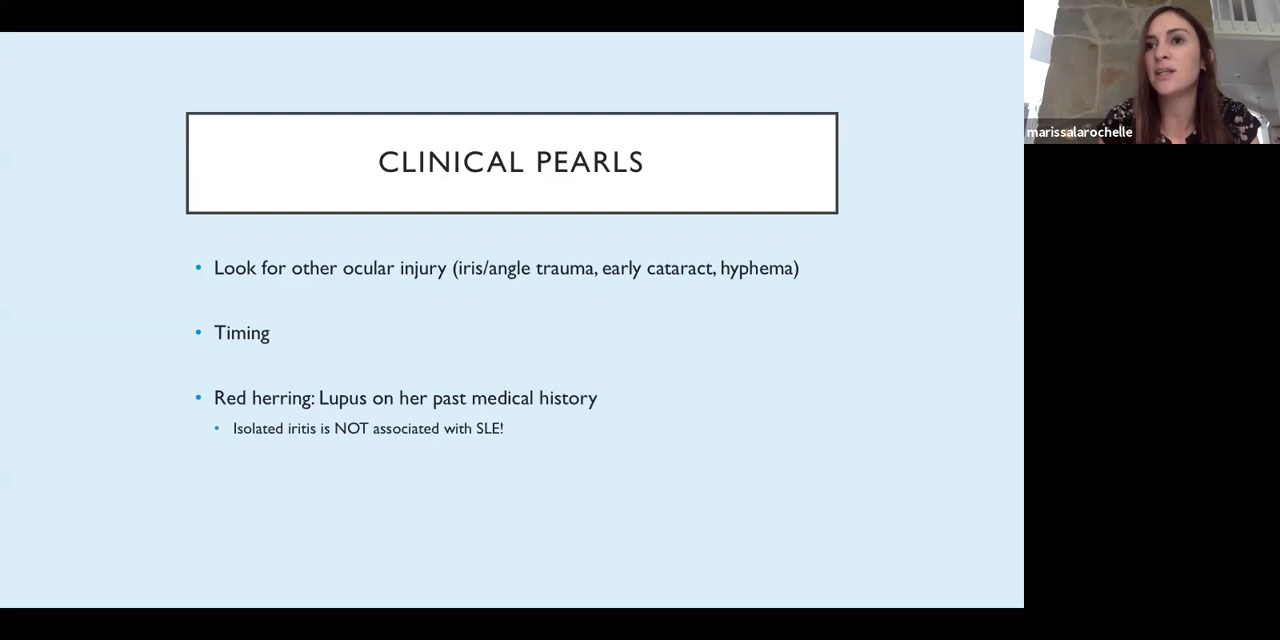 CLINICAL PEARLS
• Look for other ocular injury (iris/angle trauma, early cataract, hyphema)
• Timing
• Red herring: Lupus on her past medical history
• Isolated iritis is NOT associated with SLE!
marissalarochelle